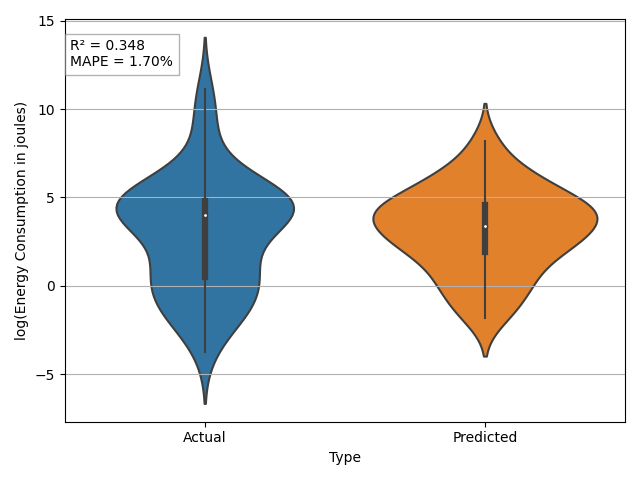 R² = 0.348
MAPE = 1.70%
15
10
5
0
−5
log(Energy Consumption in joules)
Actual
Predicted
Type